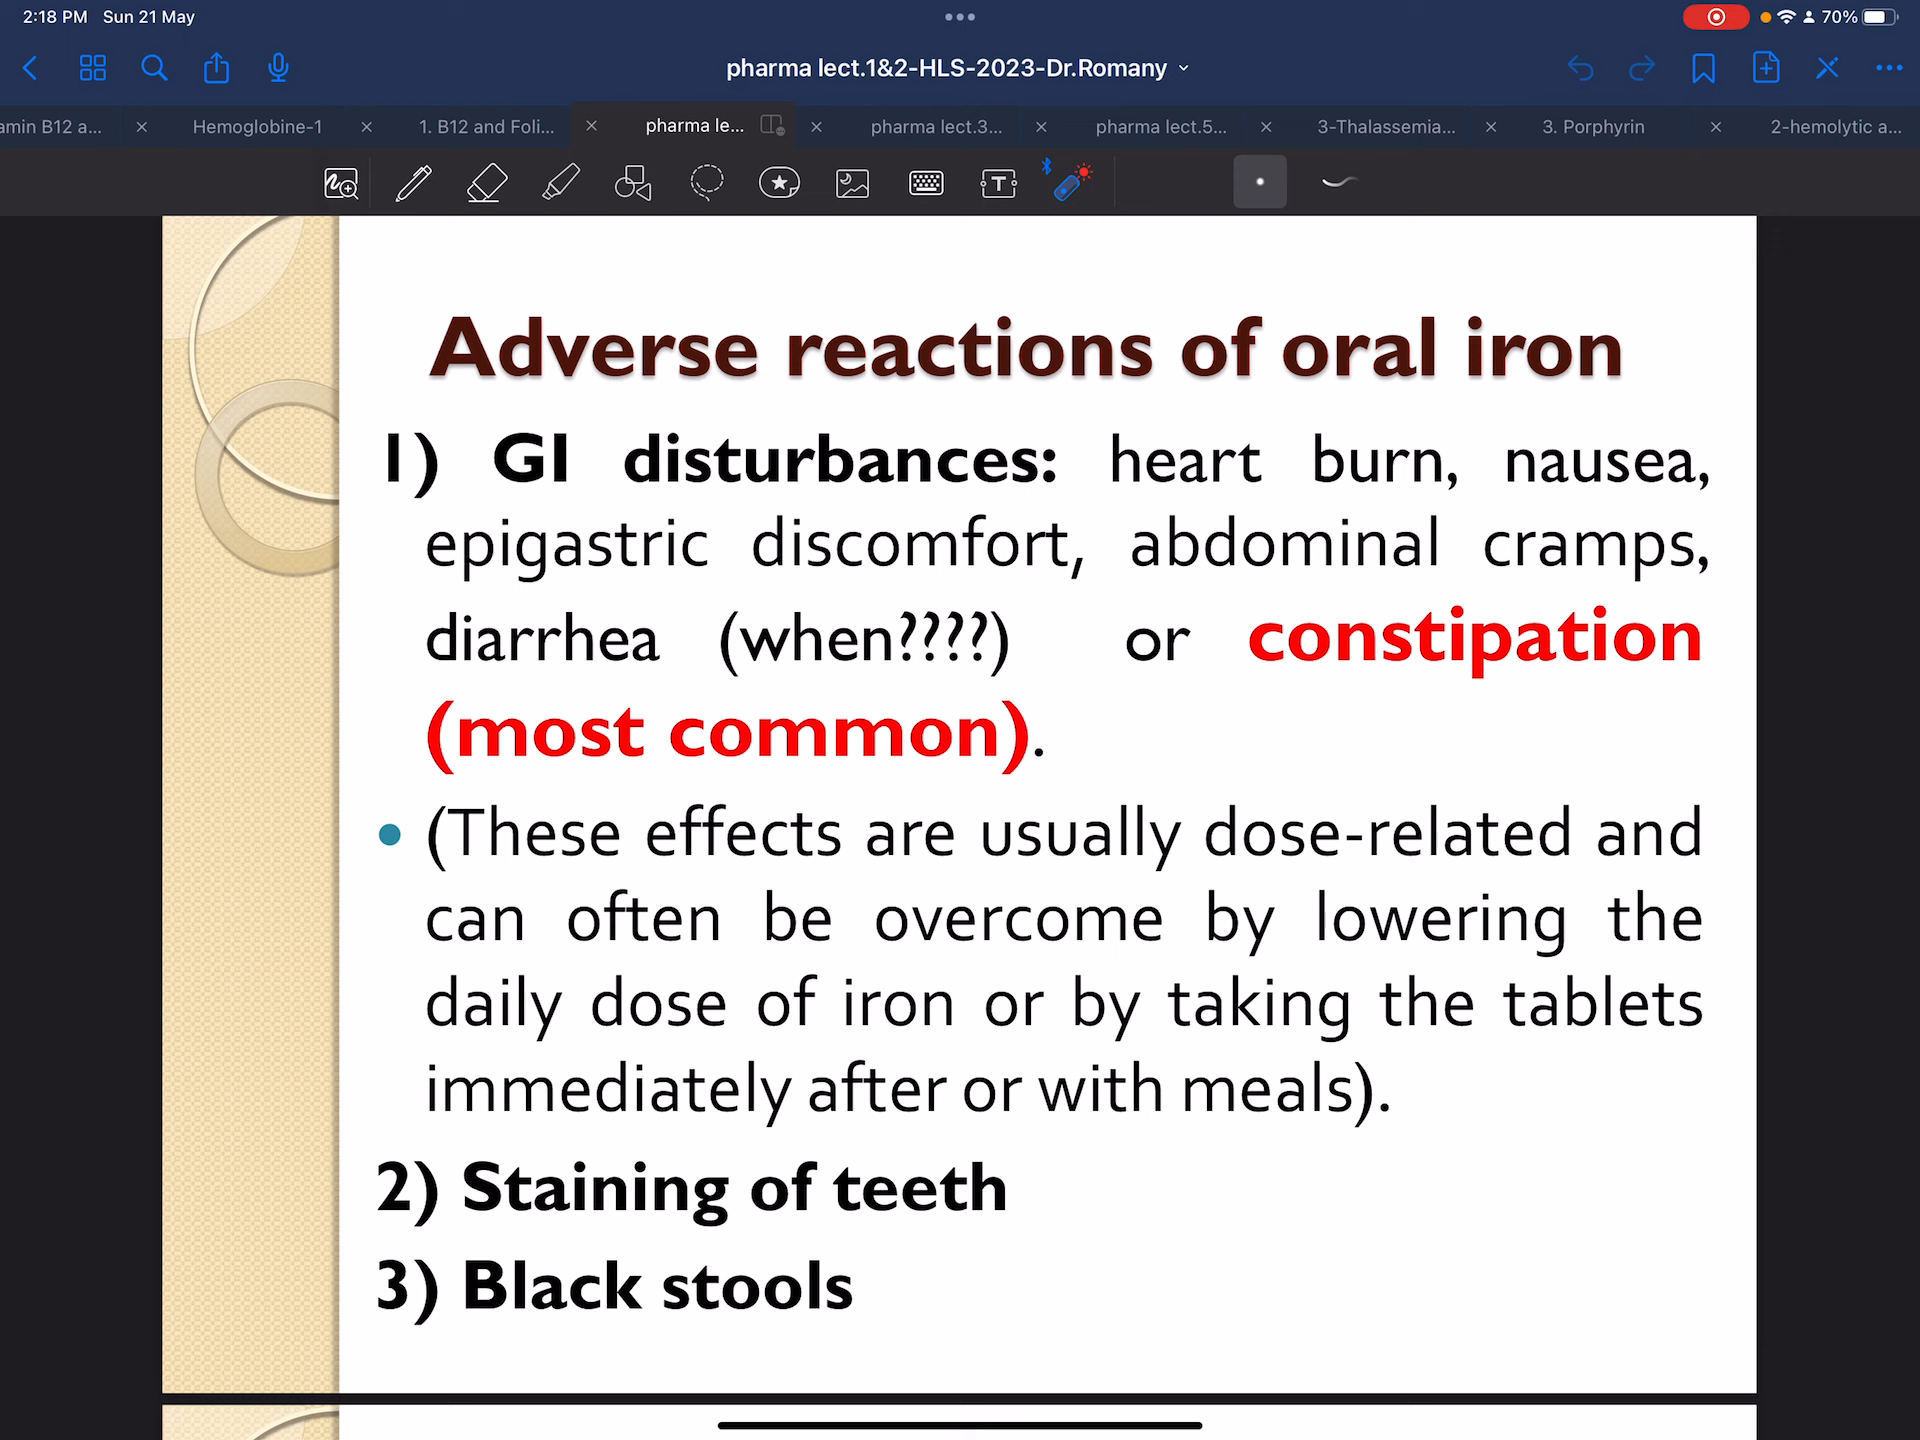 2:18 PM Sun 21 May
70%
pharma lect.1&2-HLS-2023-Dr.Romany
amin B12 a...
Hemoglobine-1
1. B12 and Foli...
pharma le...
pharma lect.3...
pharma lect.5...
3-Thalassemia...
3. Porphyrin
2-hemolytic a...
Adverse reactions of oral iron
1) GI disturbances: heart burn, nausea,
epigastric discomfort, abdominal cramps,
diarrhea (when????) or constipation
(most common).
• (These effects are usually dose-related and
can often be overcome by lowering the
daily dose of iron or by taking the tablets
immediately after or with meals).
2) Staining of teeth
3) Black stools